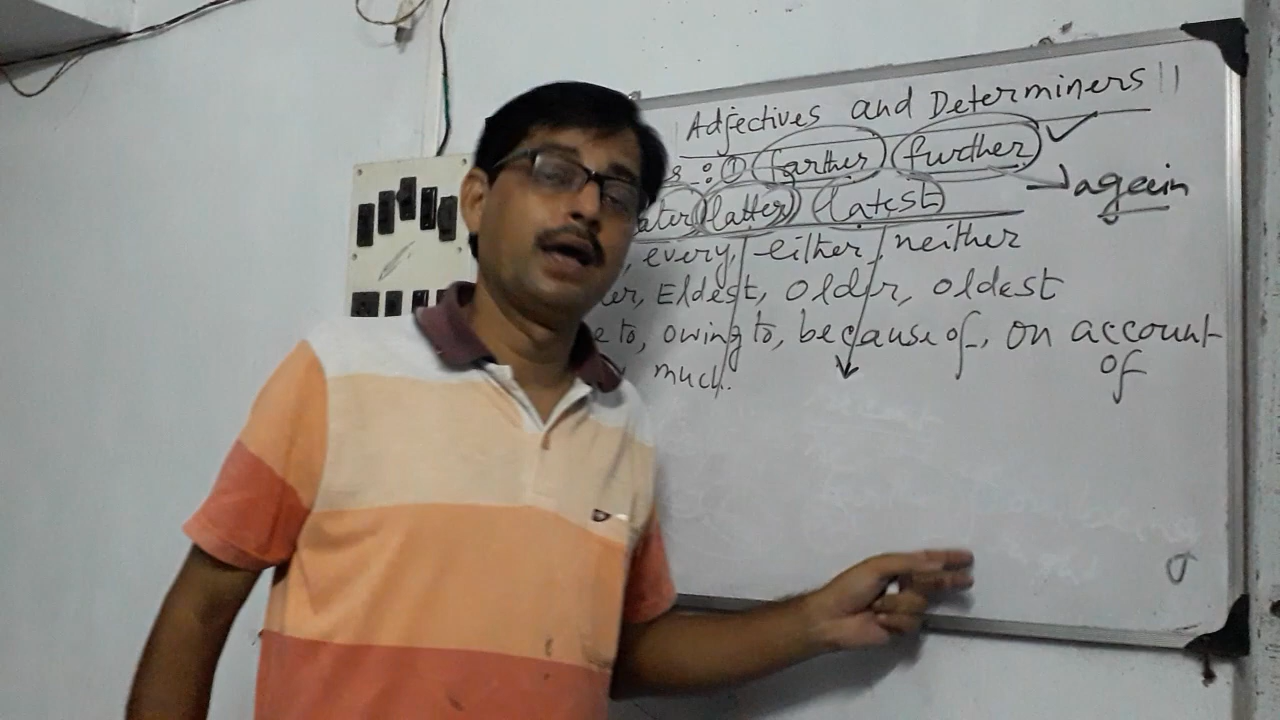 Adjectives and Determiners
① farther further
again
latter latest
every, either, neither
Eldest, older, oldest
owing to, because of, on account
of
much.